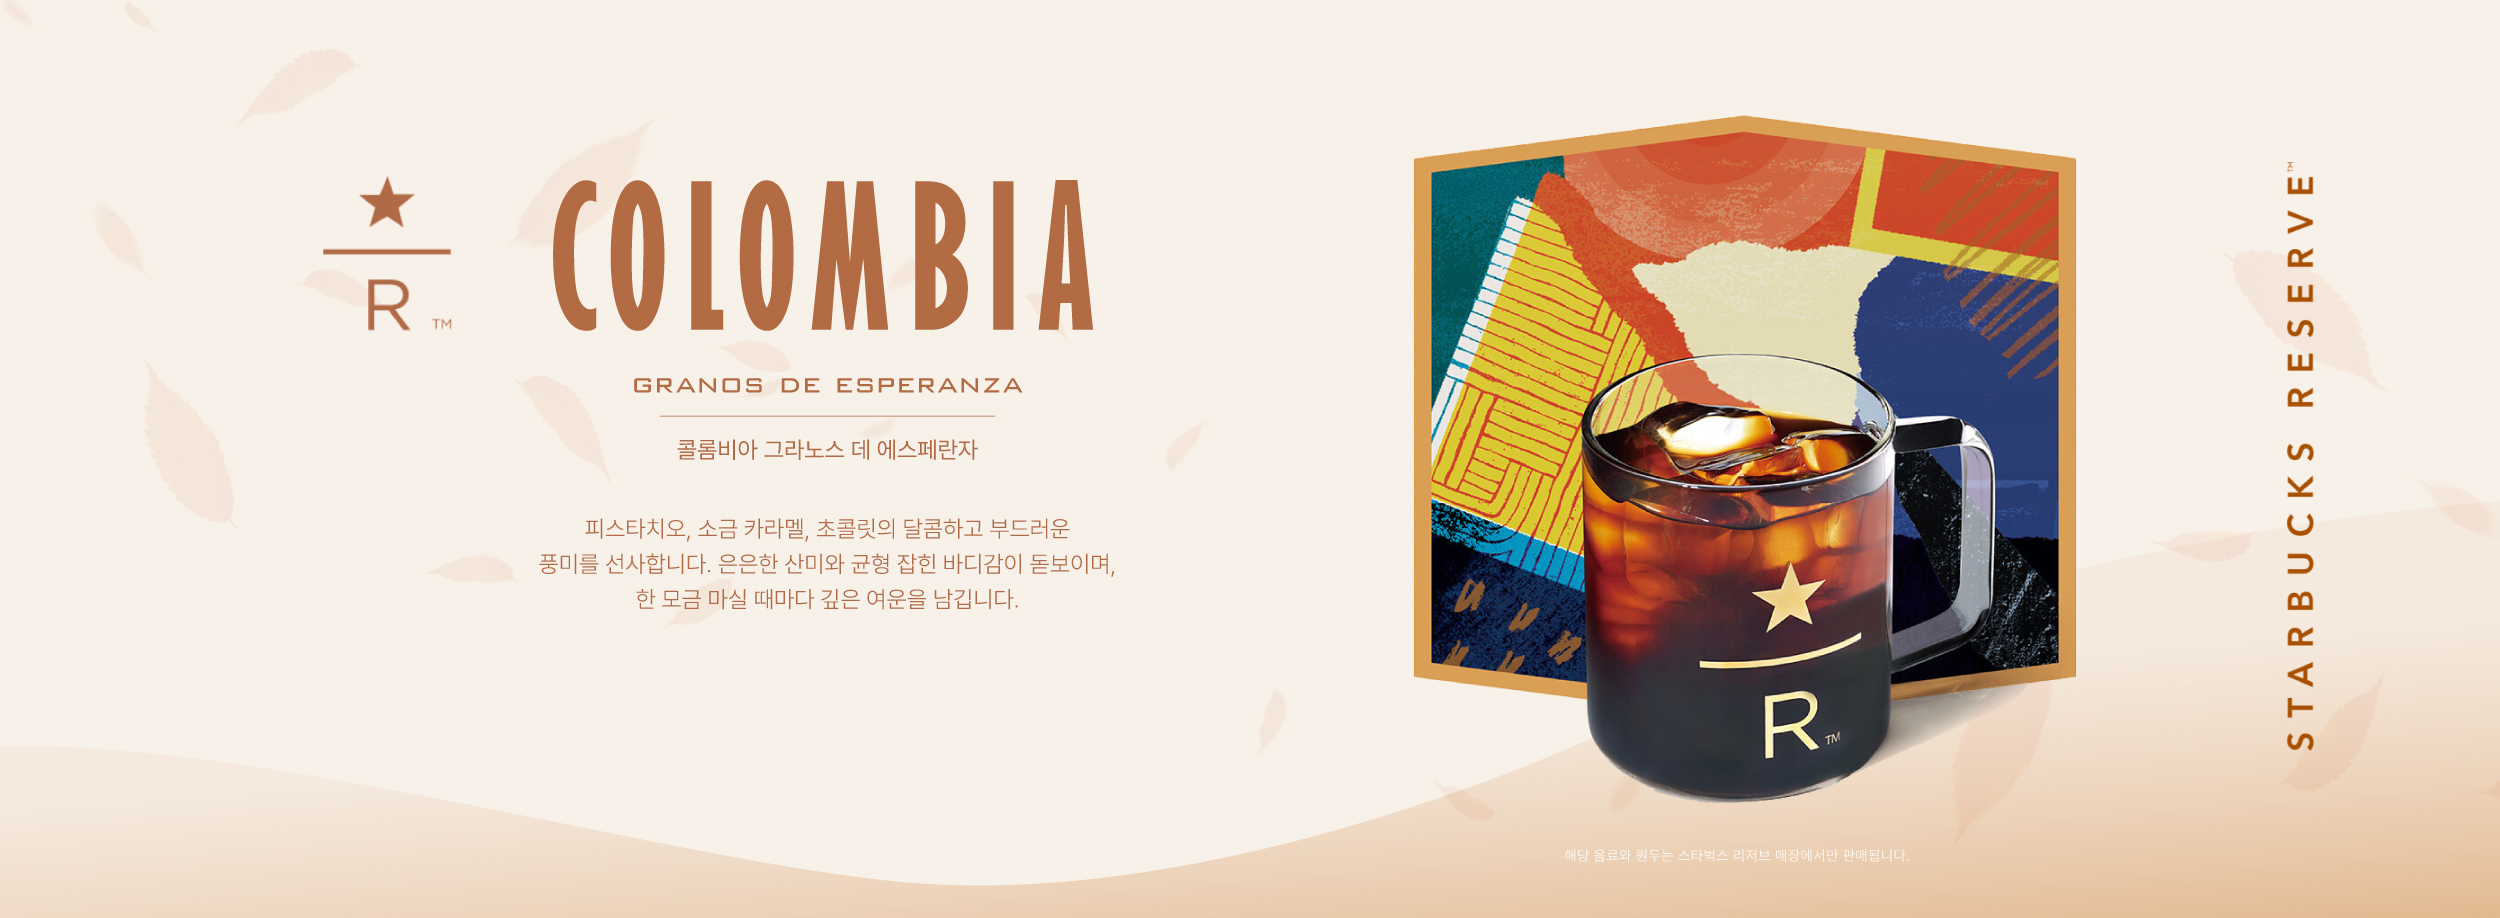 R ™
COLOMBIA
GRANOS DE ESPERANZA
콜롬비아 그라노스 데 에스페란자
피스타치오, 소금 카라멜, 초콜릿의 달콤하고 부드러운
풍미를 선사합니다. 은은한 산미와 균형 잡힌 바디감이 돋보이며,
한 모금 마실 때마다 깊은 여운을 남깁니다.
R ™
해당 음료와 원두는 스타벅스 리저브 매장에서만 판매됩니다.
STARBUCKS RESERVE™